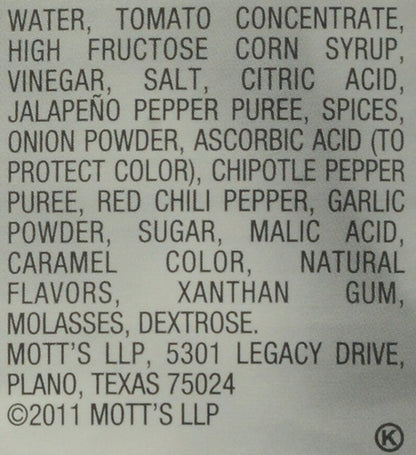 WATER, TOMATO CONCENTRATE,
HIGH FRUCTOSE CORN SYRUP,
VINEGAR, SALT, CITRIC ACID,
JALAPEÑO PEPPER PUREE, SPICES,
ONION POWDER, ASCORBIC ACID (TO
PROTECT COLOR), CHIPOTLE PEPPER
PUREE, RED CHILI PEPPER, GARLIC
POWDER, SUGAR, MALIC ACID,
CARAMEL COLOR, NATURAL
FLAVORS, XANTHAN GUM,
MOLASSES, DEXTROSE.
MOTT'S LLP, 5301 LEGACY DRIVE,
PLANO, TEXAS 75024
©2011 MOTT'S LLP
K